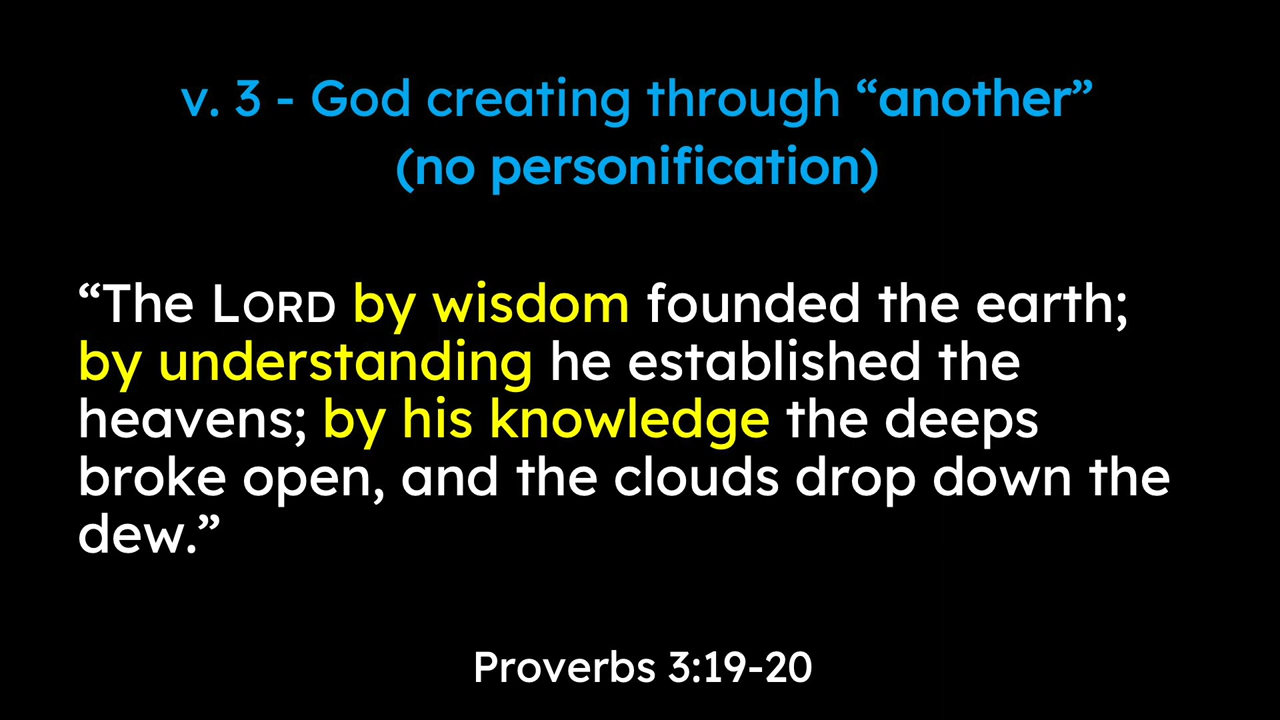 v. 3 - God creating through “another”
(no personification)
“The LORD by wisdom founded the earth;
by understanding he established the
heavens; by his knowledge the deeps
broke open, and the clouds drop down the
dew.”
Proverbs 3:19-20